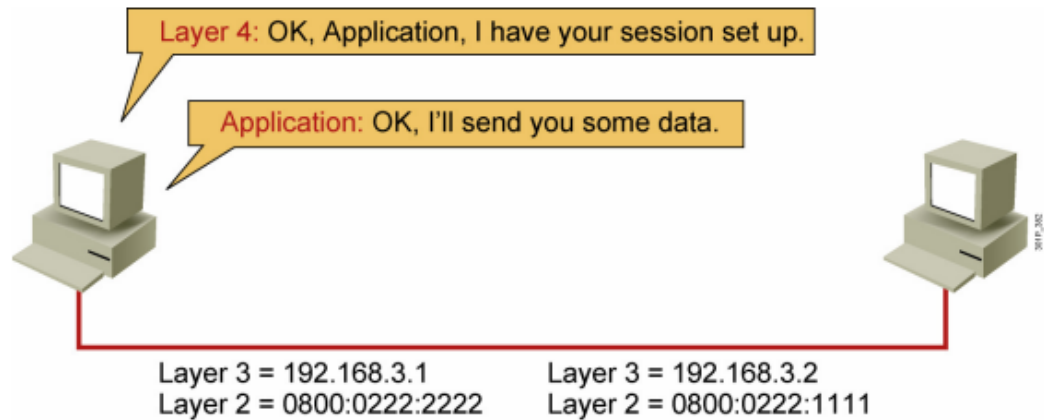 Layer 4: OK, Application, I have your session set up.
Application: OK, I'll send you some data.
301P_382
Layer 3 = 192.168.3.1
Layer 2 = 0800:0222:2222
Layer 3 = 192.168.3.2
Layer 2 = 0800:0222:1111